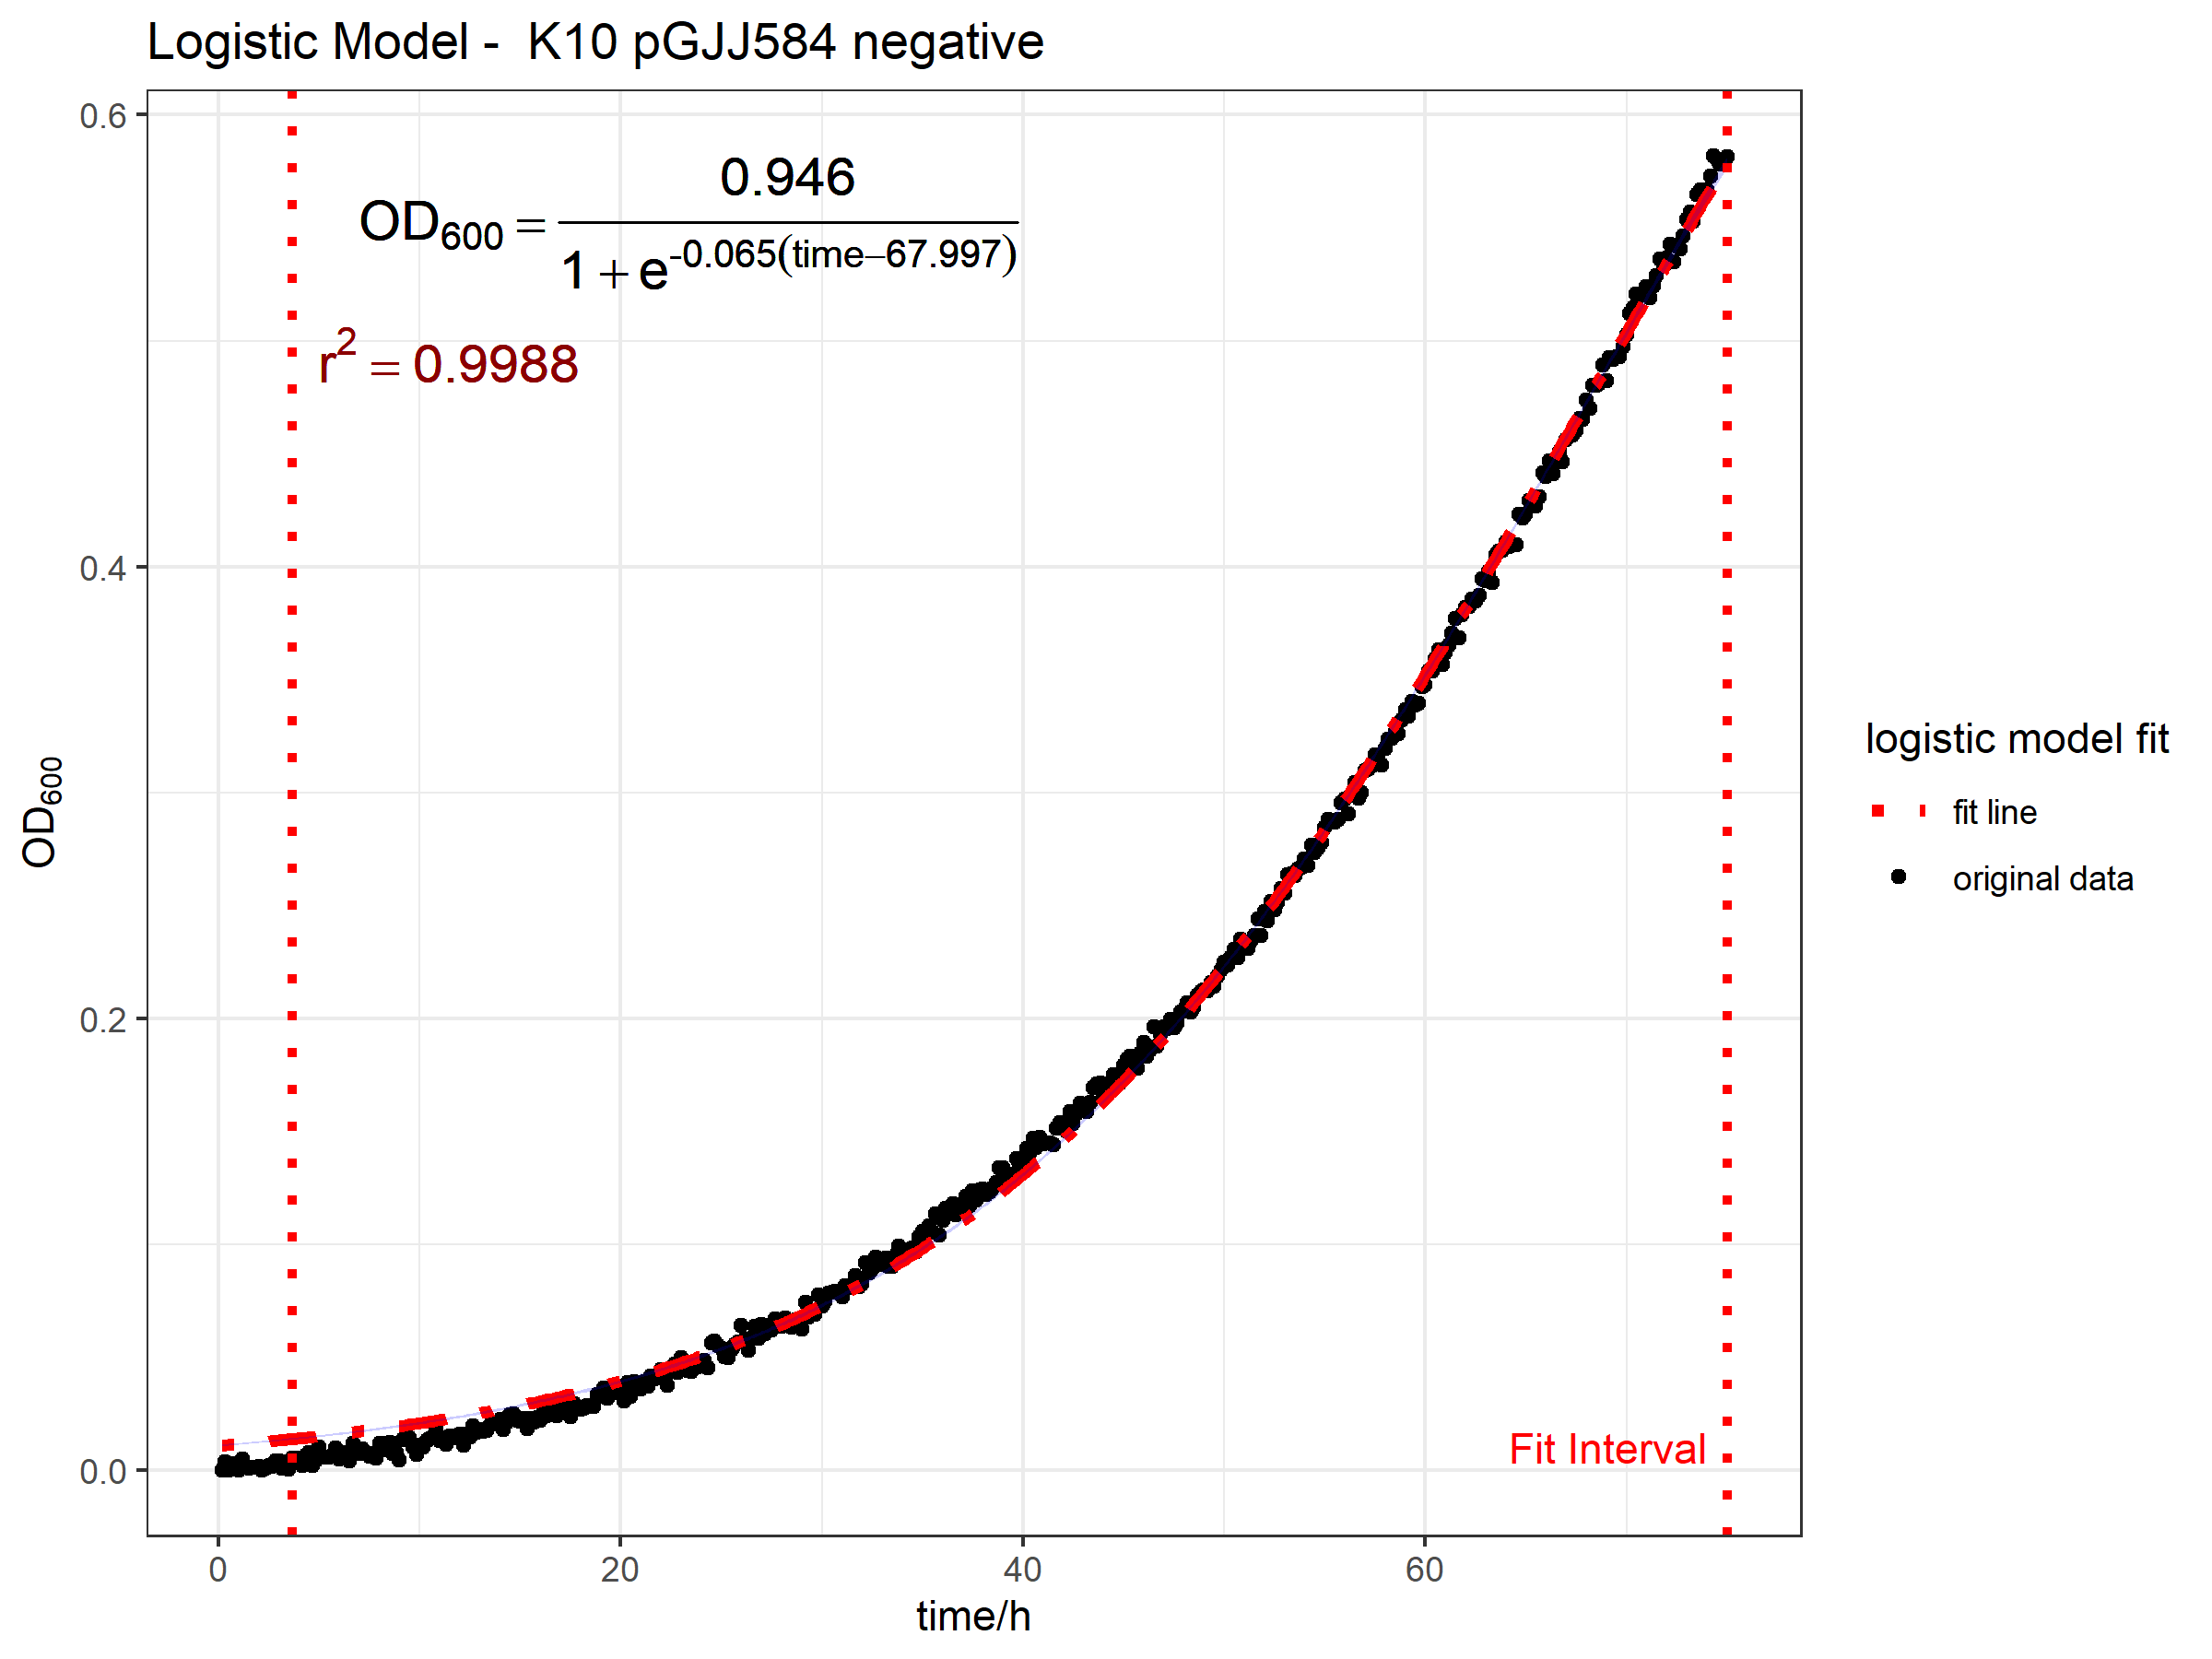 Logistic Model -  K10 pGJJ584 negative
0.6
0.4
0.2
0.0
OD₆₀₀
OD₆₀₀ = 0.946 / (1 + e^(-0.065(time−67.997)))
r² = 0.9988
Fit Interval
0 20 40 60
time/h
logistic model fit
fit line
original data